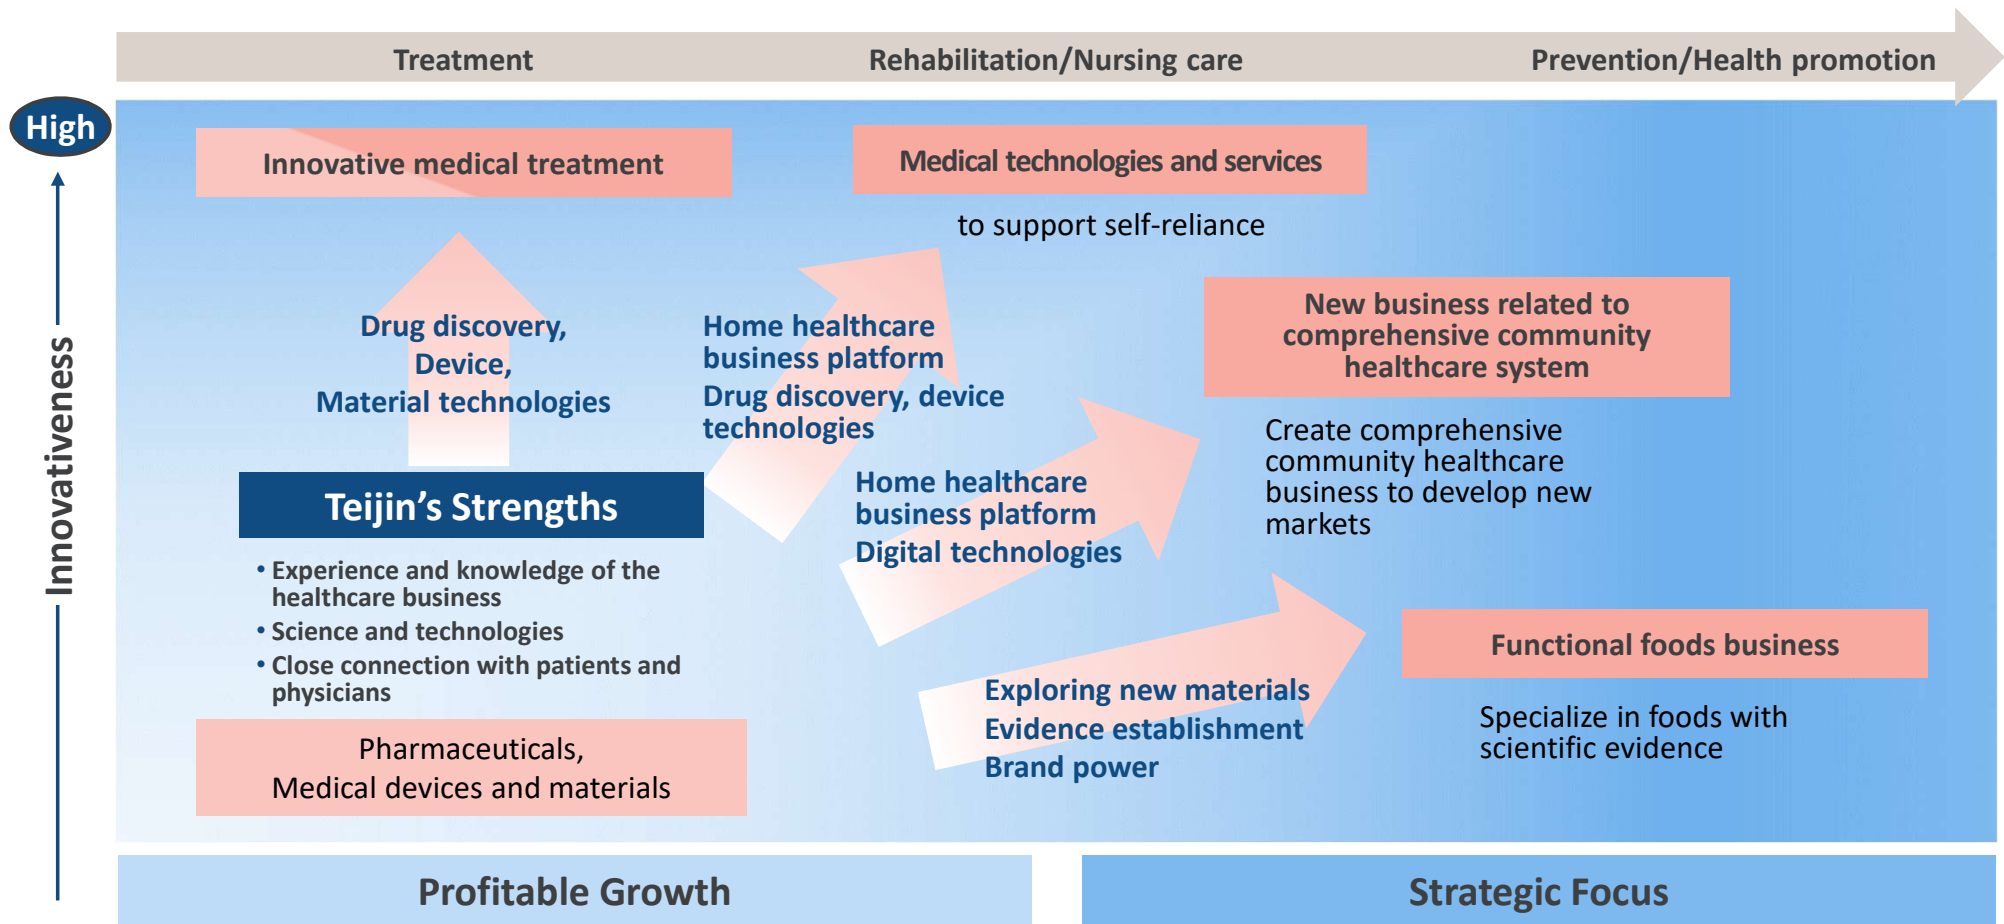 Treatment
Rehabilitation/Nursing care
Prevention/Health promotion
High
Innovativeness
Innovative medical treatment
Medical technologies and services
to support self-reliance
Drug discovery,
Device,
Material technologies
Home healthcare
business platform
Drug discovery, device
technologies
New business related to
comprehensive community
healthcare system
Create comprehensive
community healthcare
business to develop new
markets
Teijin’s Strengths
• Experience and knowledge of the
healthcare business
• Science and technologies
• Close connection with patients and
physicians
Home healthcare
business platform
Digital technologies
Functional foods business
Specialize in foods with
scientific evidence
Exploring new materials
Evidence establishment
Brand power
Pharmaceuticals,
Medical devices and materials
Profitable Growth
Strategic Focus